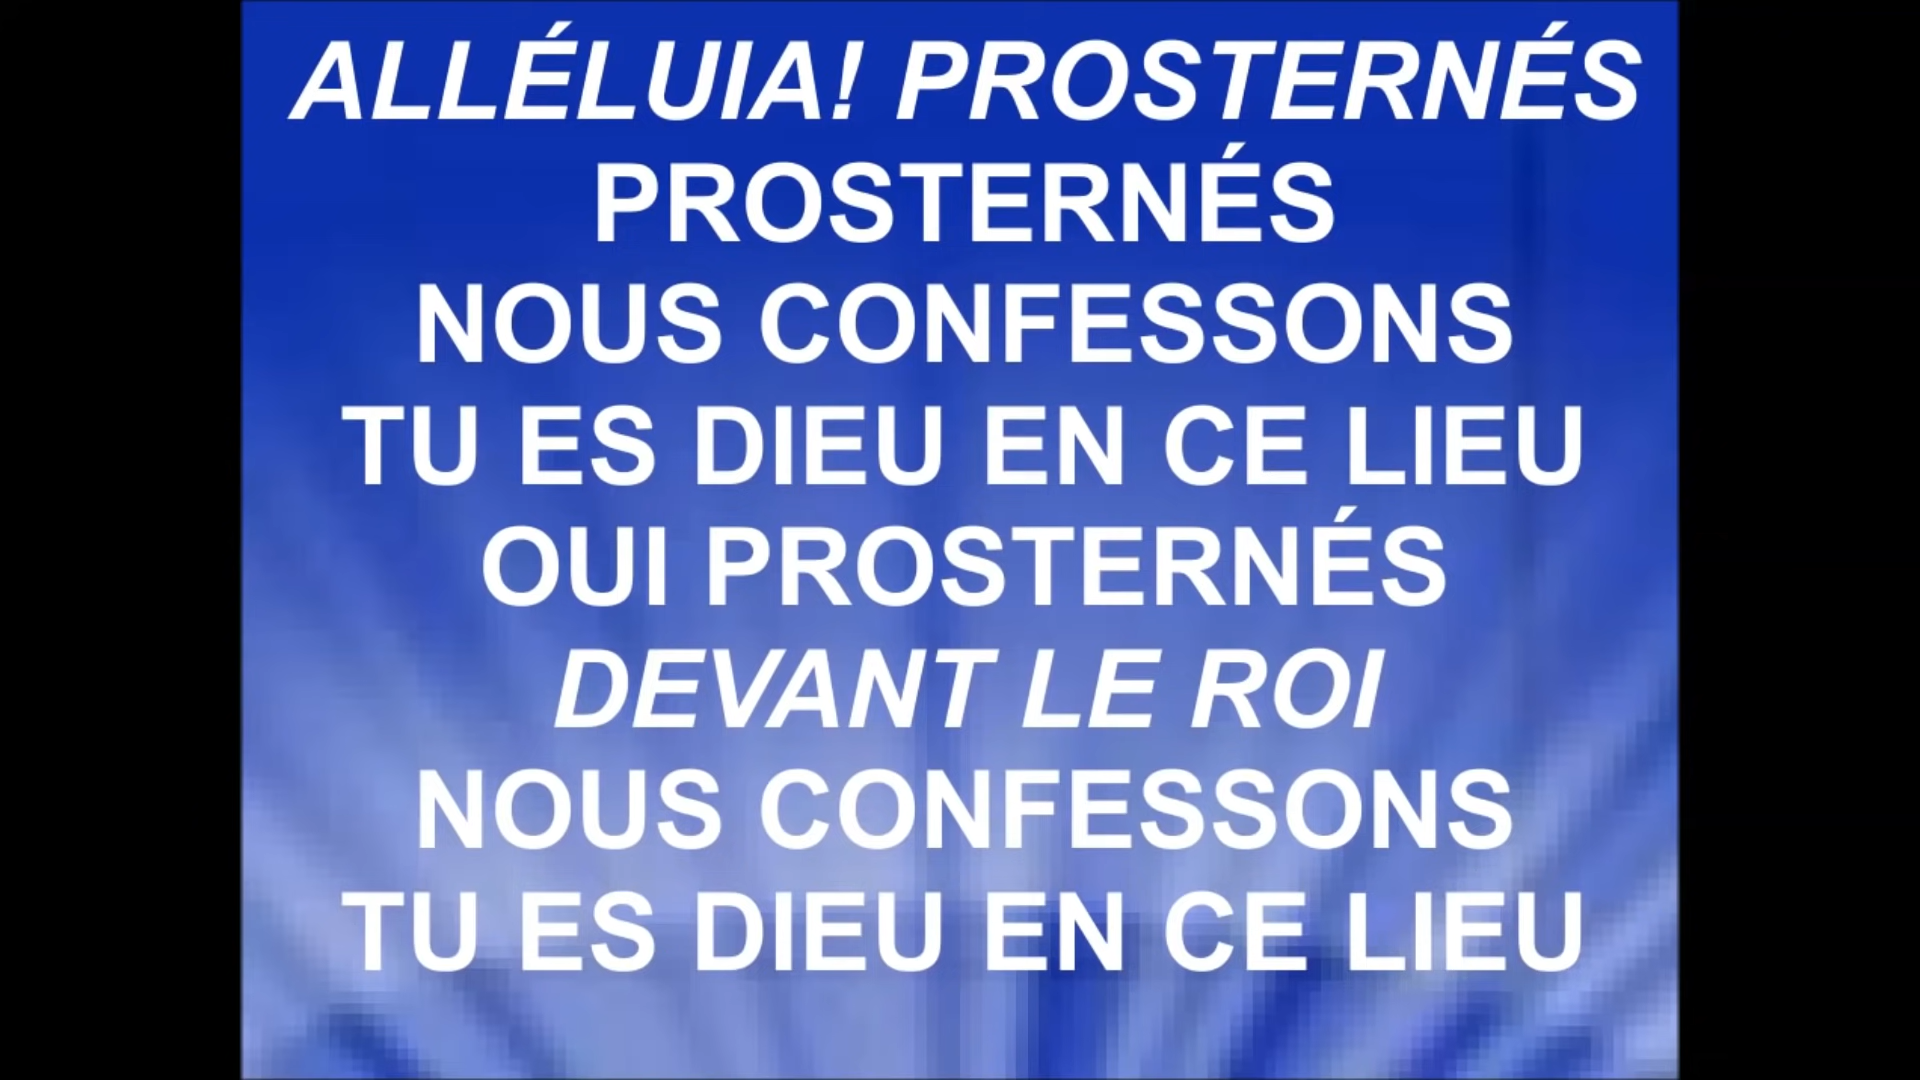 ALLÉLUIA! PROSTERNÉS
PROSTERNÉS
NOUS CONFESSONS
TU ES DIEU EN CE LIEU
OUI PROSTERNÉS
DEVANT LE ROI
NOUS CONFESSONS
TU ES DIEU EN CE LIEU